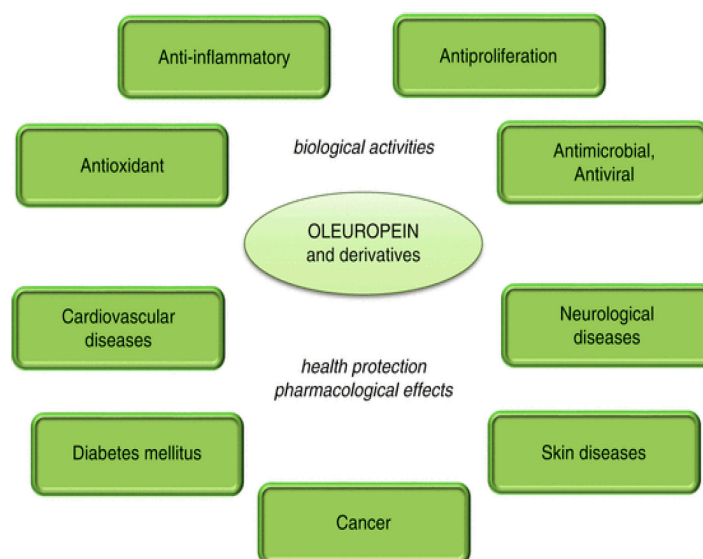 Anti-inflammatory
Antiproliferation
Antioxidant
biological activities
Antimicrobial,
Antiviral
OLEUROPEIN
and derivatives
Cardiovascular
diseases
Neurological
diseases
health protection
pharmacological effects
Diabetes mellitus
Skin diseases
Cancer